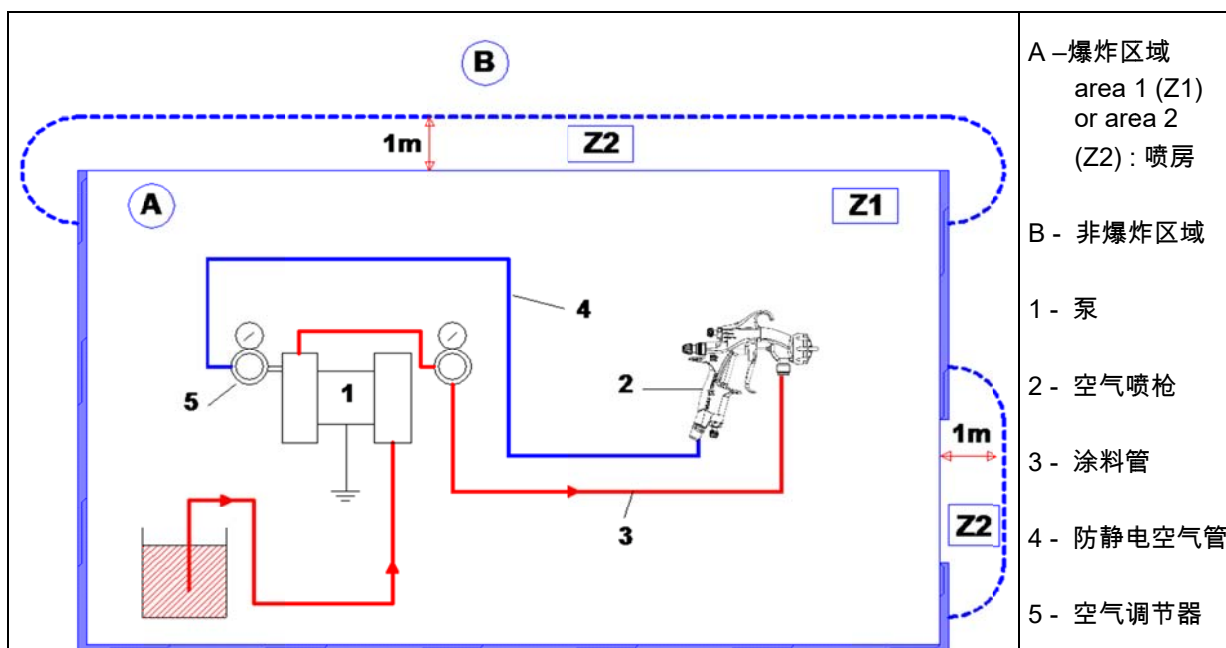 B
1m
Z2
A
Z1
4
5
1
2
1m
3
Z2
A –爆炸区域
area 1 (Z1)
or area 2
(Z2) : 喷房
B - 非爆炸区域
1 - 泵
2 - 空气喷枪
3 - 涂料管
4 - 防静电空气管
5 - 空气调节器